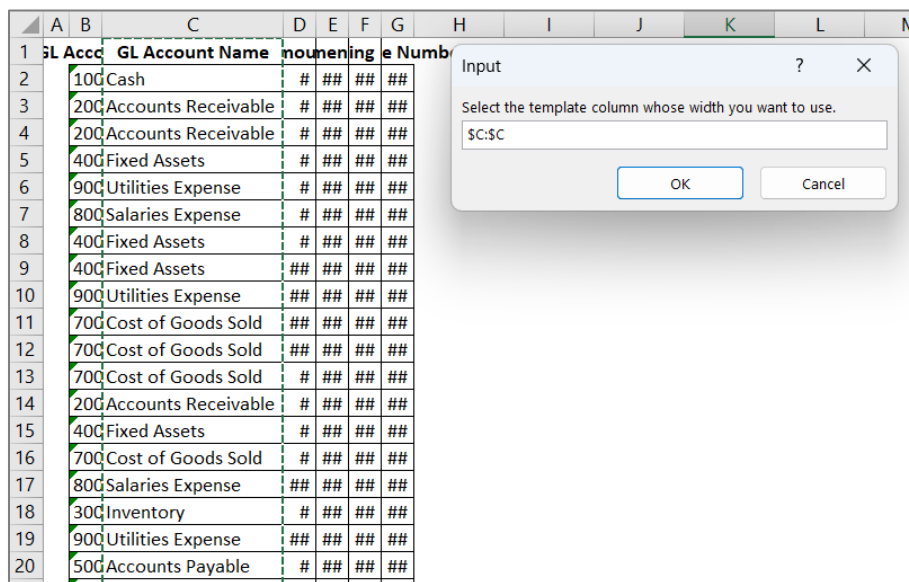 A B C D E F G H I J K L
1 GL Acco GL Account Name nou men ing e Numb
2 100 Cash # ## ## ##
3 200 Accounts Receivable # ## ## ##
4 200 Accounts Receivable # ## ## ##
5 400 Fixed Assets # ## ## ##
6 900 Utilities Expense # ## ## ##
7 800 Salaries Expense # ## ## ##
8 400 Fixed Assets # ## ## ##
9 400 Fixed Assets ## ## ## ##
10 900 Utilities Expense ## ## ## ##
11 700 Cost of Goods Sold ## ## ## ##
12 700 Cost of Goods Sold ## ## ## ##
13 700 Cost of Goods Sold # ## ## ##
14 200 Accounts Receivable # ## ## ##
15 400 Fixed Assets # ## ## ##
16 700 Cost of Goods Sold # ## ## ##
17 800 Salaries Expense ## ## ## ##
18 300 Inventory # ## ## ##
19 900 Utilities Expense ## ## ## ##
20 500 Accounts Payable # ## ## ##
Input ?
Select the template column whose width you want to use.
$C:$C
OK Cancel